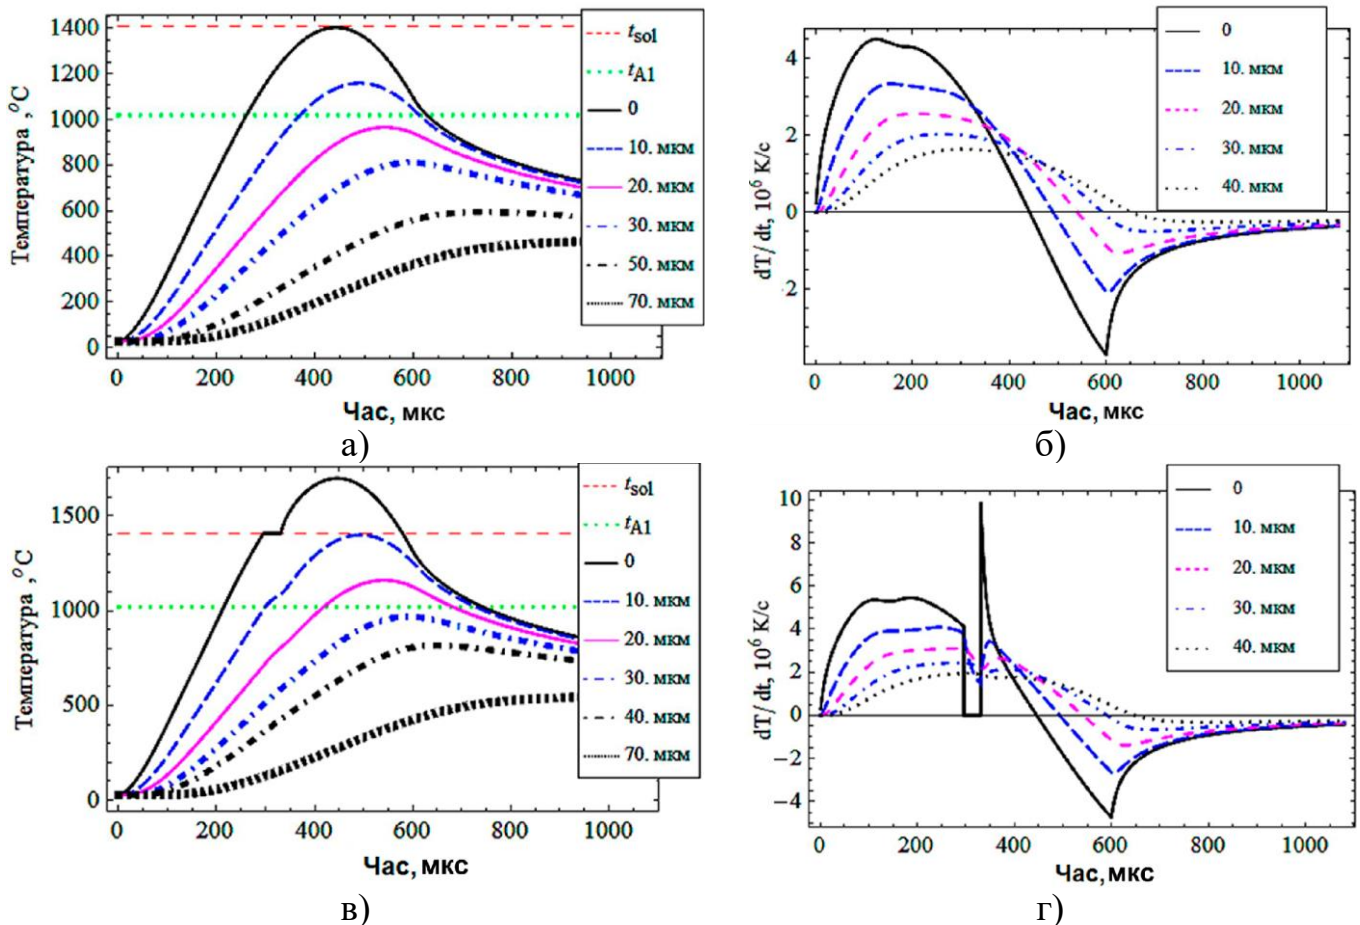 1400
1200
1000
800
600
400
200
0
Температура , °C
0 200 400 600 800 1000
Час, мкс
t_sol
t_A1
0
10. мкм
20. мкм
30. мкм
50. мкм
70. мкм
а)
4
2
0
2
dT/ dt, 10^6 K/c
0 200 400 600 800 1000
Час, мкс
0
10. мкм
20. мкм
30. мкм
40. мкм
б)
1500
1000
500
0
Температура , °C
0 200 400 600 800 1000
Час, мкс
t_sol
t_A1
0
10. мкм
20. мкм
30. мкм
40. мкм
70. мкм
в)
10
8
6
4
2
0
−2
−4
dT/ dt, 10^6 K/c
0 200 400 600 800 1000
Час, мкс
0
10. мкм
20. мкм
30. мкм
40. мкм
г)